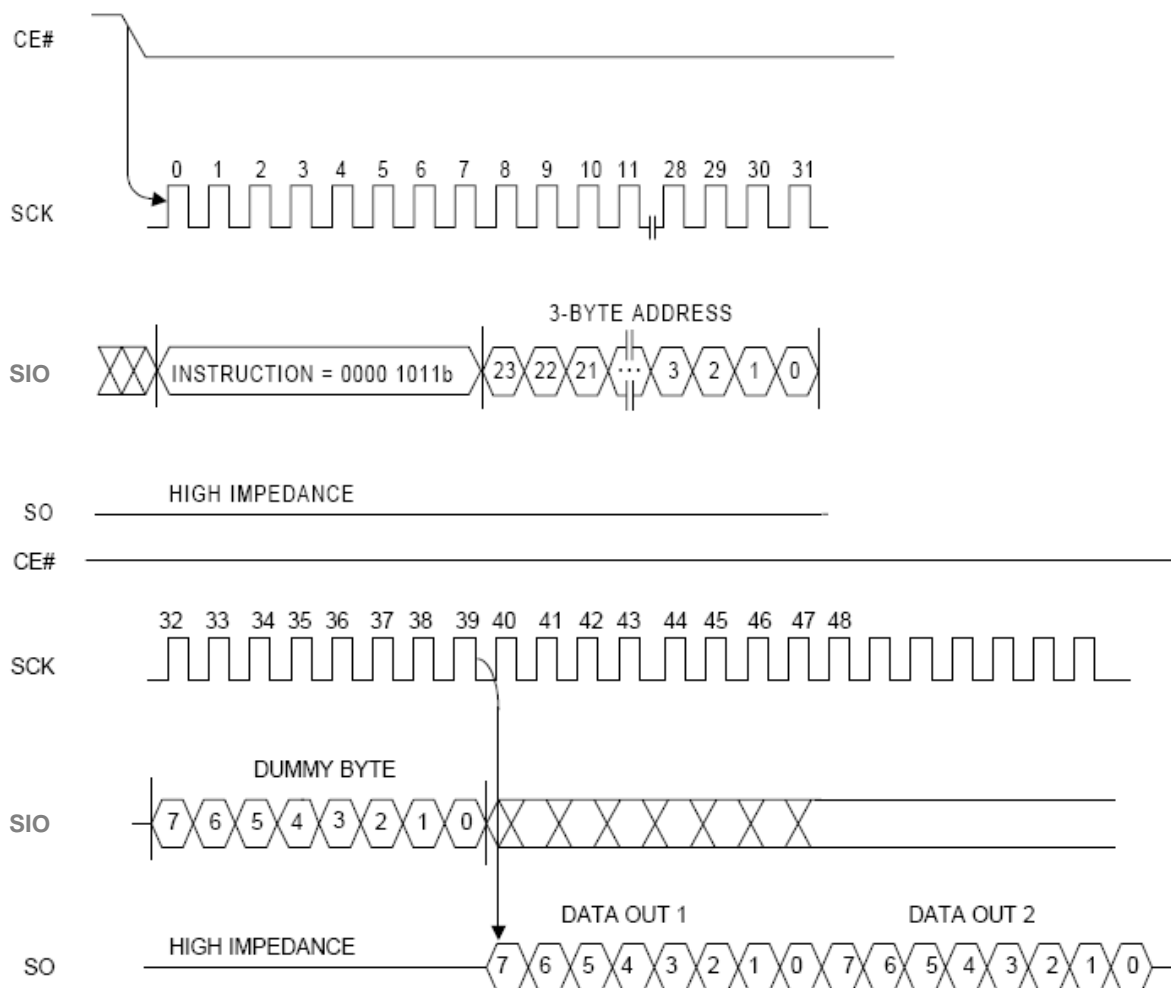 CE#
0 1 2 3 4 5 6 7 8 9 10 11 28 29 30 31
SCK
3-BYTE ADDRESS
SIO INSTRUCTION = 0000 1011b 23 22 21 ... 3 2 1 0
HIGH IMPEDANCE
SO
CE#
32 33 34 35 36 37 38 39 40 41 42 43 44 45 46 47 48
SCK
DUMMY BYTE
SIO 7 6 5 4 3 2 1 0
DATA OUT 1 DATA OUT 2
HIGH IMPEDANCE
SO 7 6 5 4 3 2 1 0 7 6 5 4 3 2 1 0